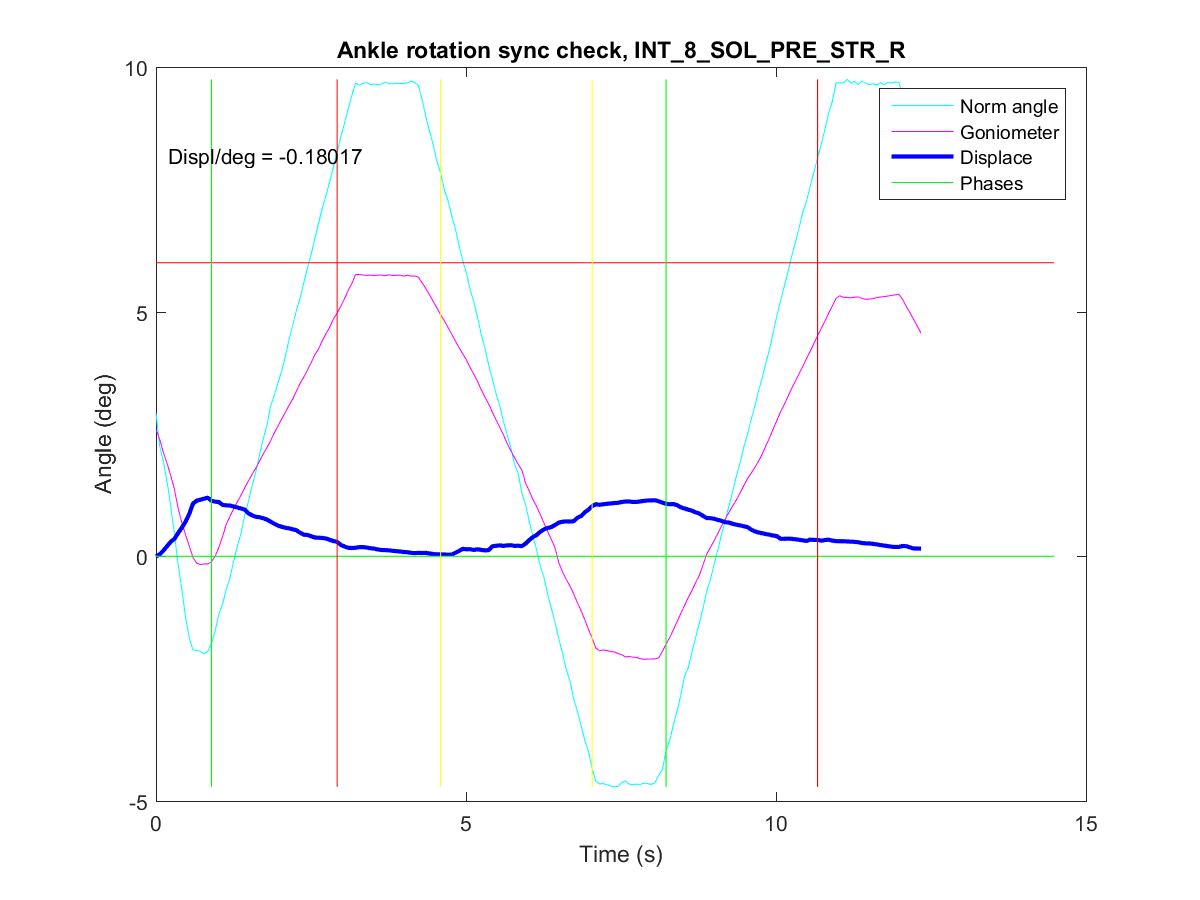 Ankle rotation sync check, INT_8_SOL_PRE_STR_R
10
5
0
-5
Angle (deg)
Displ/deg = -0.18017
Norm angle
Goniometer
Displace
Phases
0
5
10
15
Time (s)